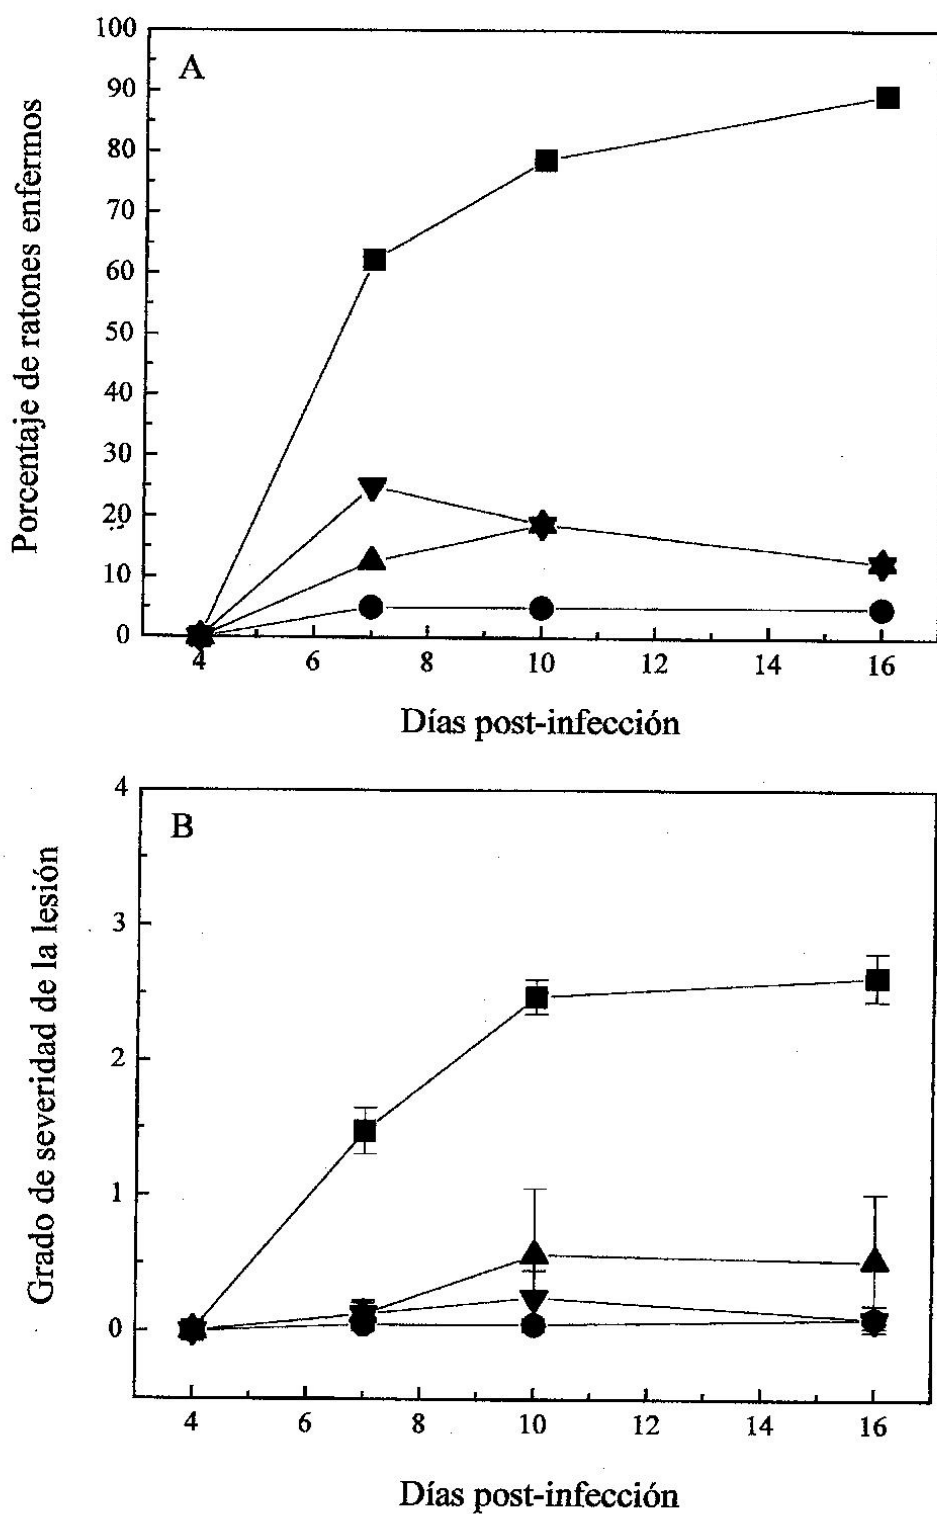 A
Porcentaje de ratones enfermos
100
90
80
70
60
50
40
30
20
10
0
4 6 8 10 12 14 16
Días post-infección
B
Grado de severidad de la lesión
4
3
2
1
0
4 6 8 10 12 14 16
Días post-infección